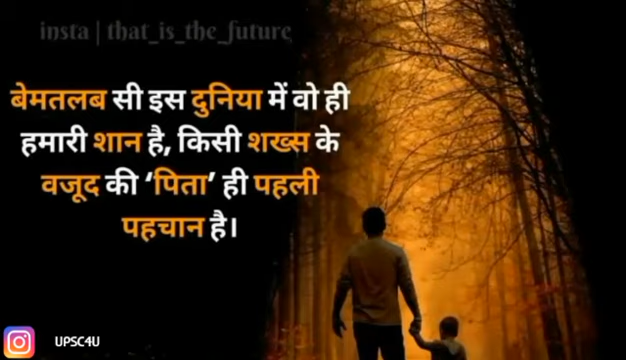 insta | that_is_the_future
बेमतलब सी इस दुनिया में वो ही
हमारी शान है, किसी शख्स के
वजूद की ‘पिता’ ही पहली
पहचान है।
UPSC4U